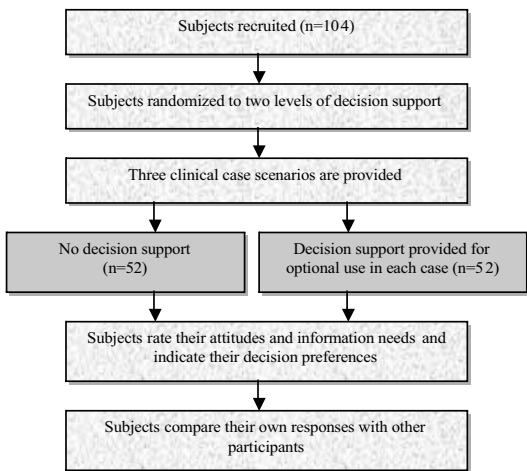 Subjects recruited (n=104)
Subjects randomized to two levels of decision support
Three clinical case scenarios are provided
No decision support
(n=52)
Decision support provided for
optional use in each case (n=52)
Subjects rate their attitudes and information needs and
indicate their decision preferences
Subjects compare their own responses with other
participants